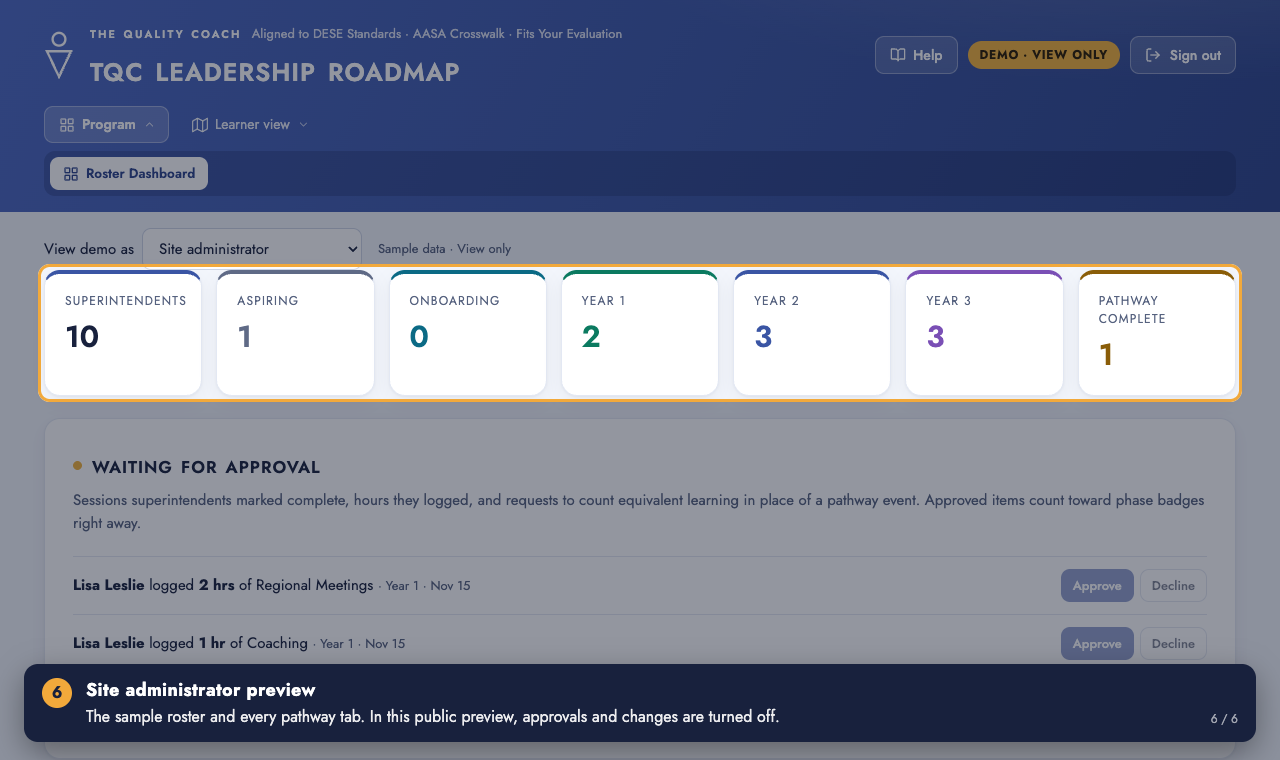 THE QUALITY COACH Aligned to DESE Standards · AASA Crosswalk · Fits Your Evaluation
TQC LEADERSHIP ROADMAP
Help
DEMO · VIEW ONLY
Sign out
Program
Learner view
Roster Dashboard
View demo as
Site administrator
Sample data · View only
SUPERINTENDENTS
10
ASPIRING
1
ONBOARDING
0
YEAR 1
2
YEAR 2
3
YEAR 3
3
PATHWAY
COMPLETE
1
WAITING FOR APPROVAL
Sessions superintendents marked complete, hours they logged, and requests to count equivalent learning in place of a pathway event. Approved items count toward phase badges
right away.
Lisa Leslie logged 2 hrs of Regional Meetings · Year 1 · Nov 15
Approve
Decline
Lisa Leslie logged 1 hr of Coaching · Year 1 · Nov 15
Approve
Decline
6
Site administrator preview
The sample roster and every pathway tab. In this public preview, approvals and changes are turned off.
6 / 6